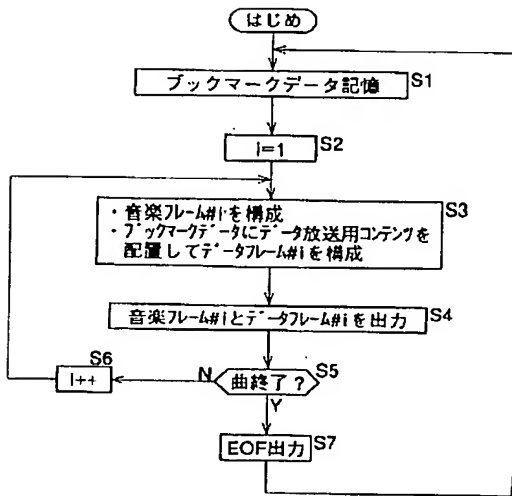 はじめ
ブックマークデータ記憶 S1
i=1 S2
・音楽フレーム#iを構成 S3
・ブックマークデータにデータ放送用コンテンツを
配置してデータフレーム#iを構成
音楽フレーム#iとデータフレーム#iを出力 S4
S6
i++ N 曲終了? S5
Y
EOF出力 S7